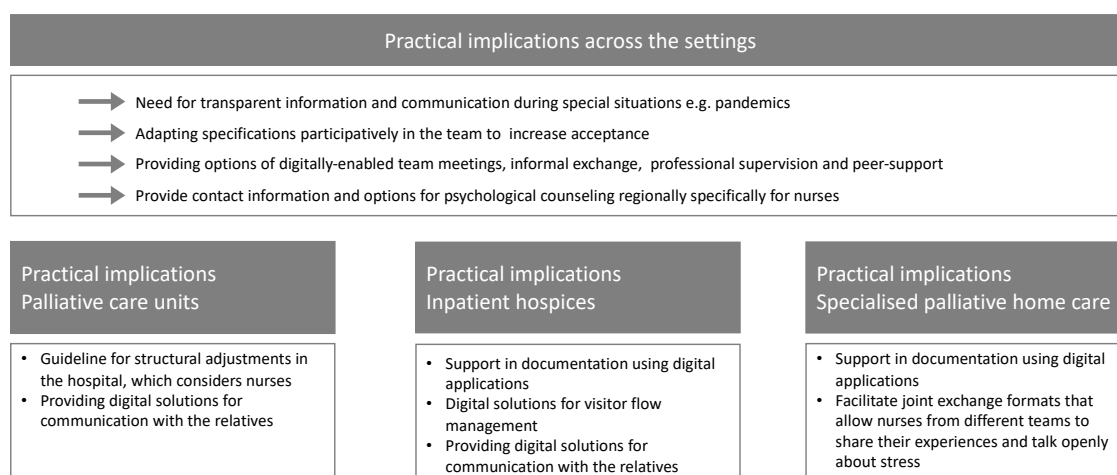 Practical implications across the settings
Need for transparent information and communication during special situations e.g. pandemics
Adapting specifications participatively in the team to increase acceptance
Providing options of digitally-enabled team meetings, informal exchange, professional supervision and peer-support
Provide contact information and options for psychological counseling regionally specifically for nurses
Practical implications
Palliative care units
• Guideline for structural adjustments in
the hospital, which considers nurses
• Providing digital solutions for
communication with the relatives
Practical implications
Inpatient hospices
• Support in documentation using digital
applications
• Digital solutions for visitor flow
management
• Providing digital solutions for
communication with the relatives
Practical implications
Specialised palliative home care
• Support in documentation using digital
applications
• Facilitate joint exchange formats that
allow nurses from different teams to
share their experiences and talk openly
about stress